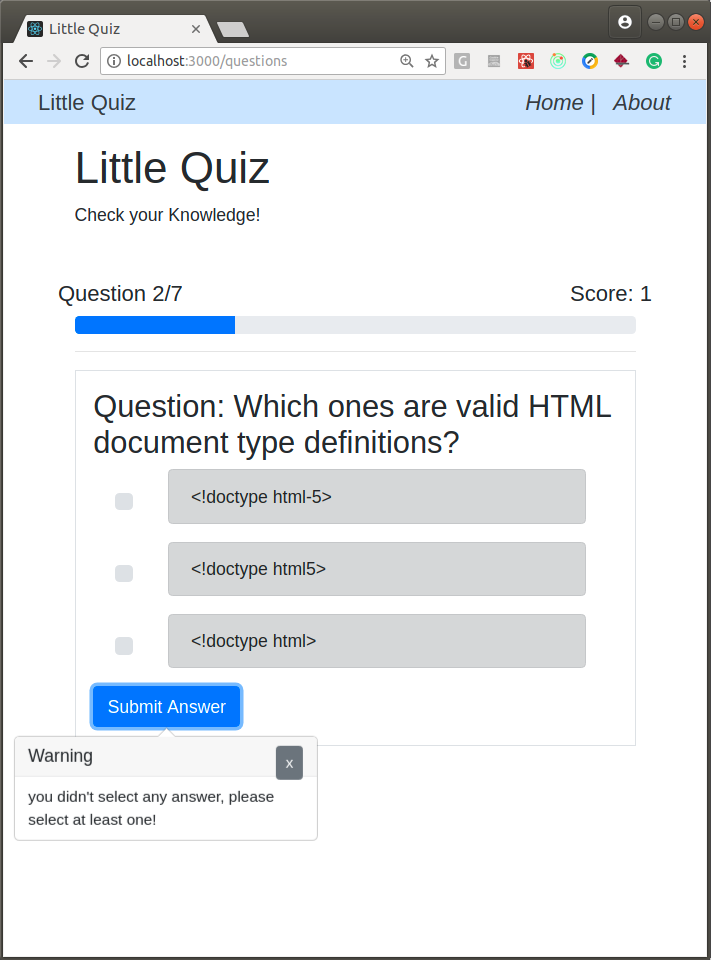 Little Quiz
localhost:3000/questions
Little Quiz
Home | About
Little Quiz
Check your Knowledge!
Question 2/7
Score: 1
Question: Which ones are valid HTML
document type definitions?
<!doctype html-5>
<!doctype html5>
<!doctype html>
Submit Answer
Warning
x
you didn't select any answer, please
select at least one!